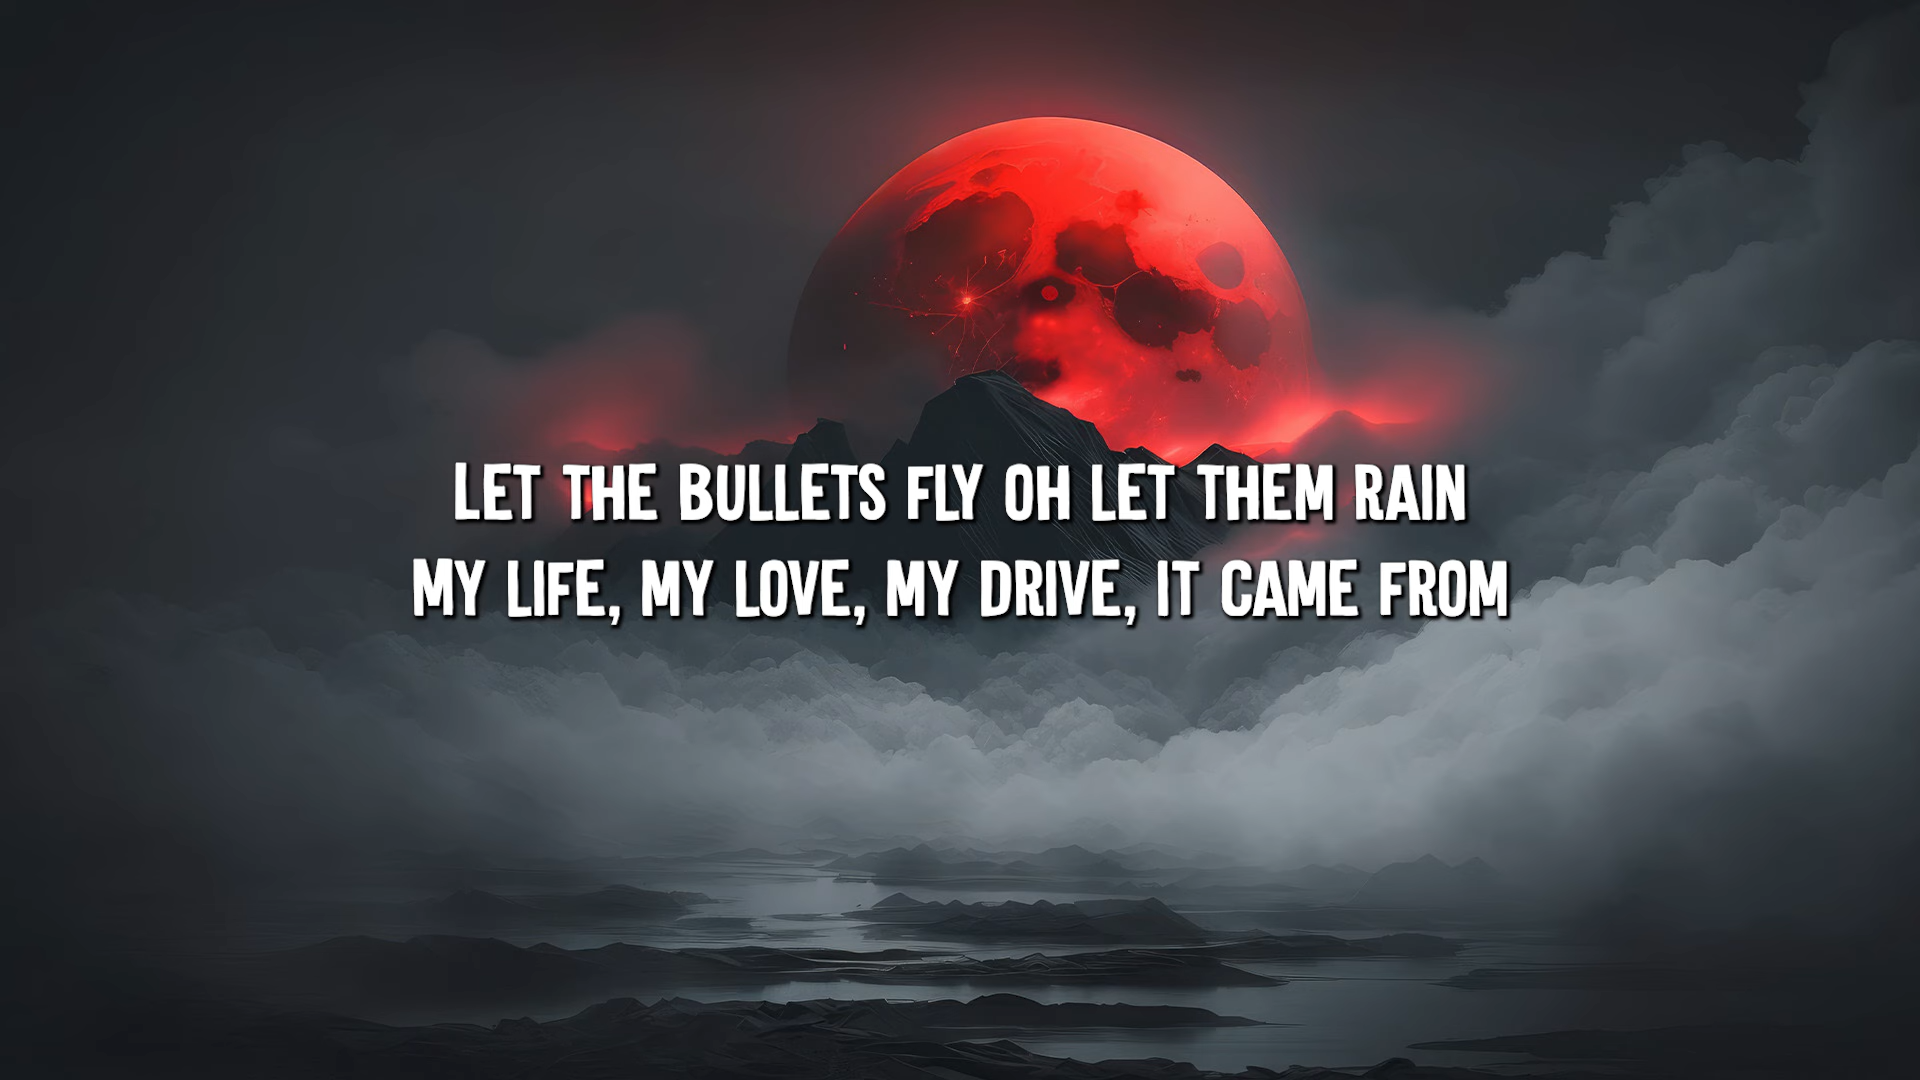 LET THE BULLETS FLY OH LET THEM RAIN
MY LIFE, MY LOVE, MY DRIVE, IT CAME FROM